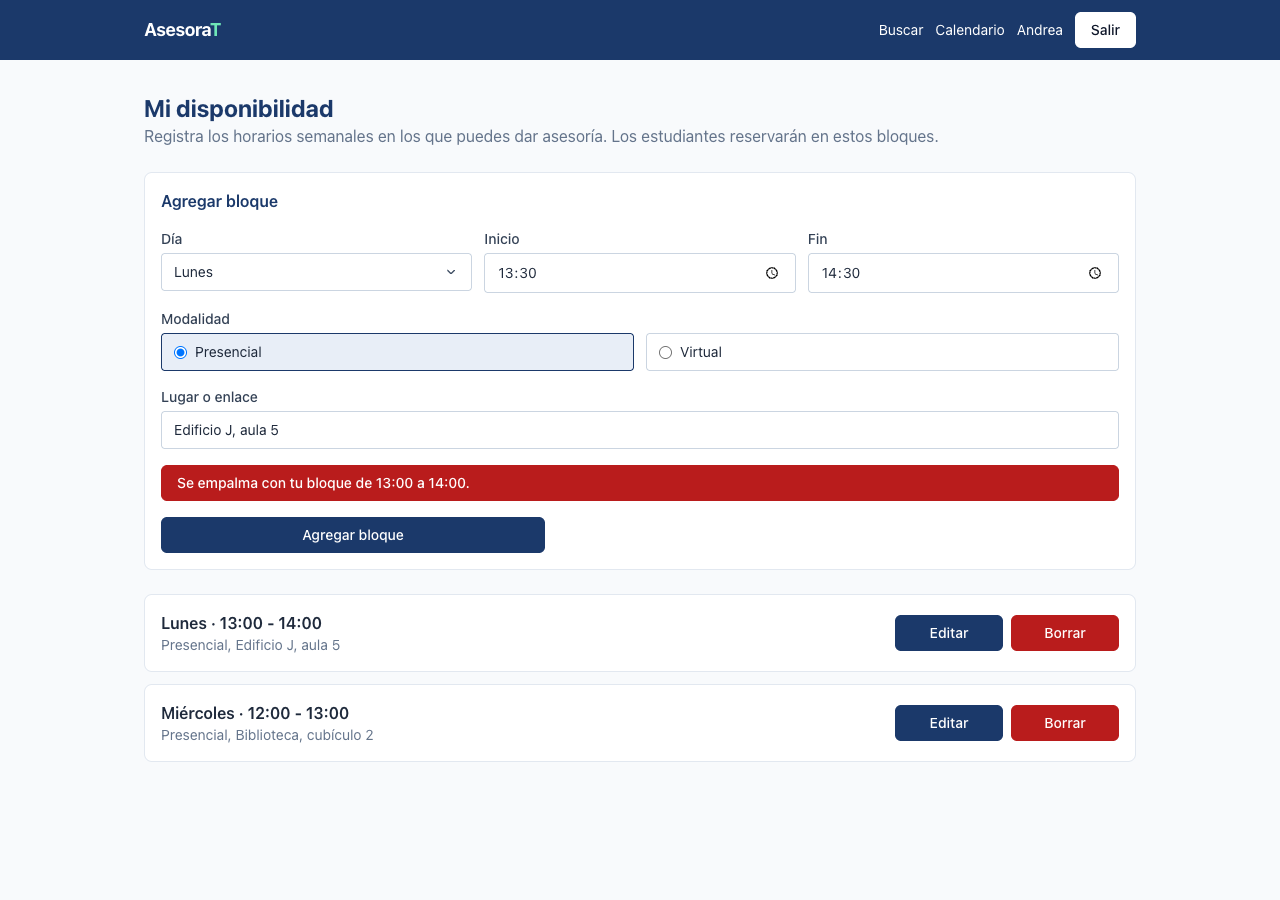 AsesoraT
Buscar Calendario Andrea Salir
Mi disponibilidad
Registra los horarios semanales en los que puedes dar asesoría. Los estudiantes reservarán en estos bloques.
Agregar bloque
Día Inicio Fin
Lunes 13:30 14:30
Modalidad
Presencial Virtual
Lugar o enlace
Edificio J, aula 5
Se empalma con tu bloque de 13:00 a 14:00.
Agregar bloque
Lunes · 13:00 - 14:00
Presencial, Edificio J, aula 5
Editar Borrar
Miércoles · 12:00 - 13:00
Presencial, Biblioteca, cubículo 2
Editar Borrar